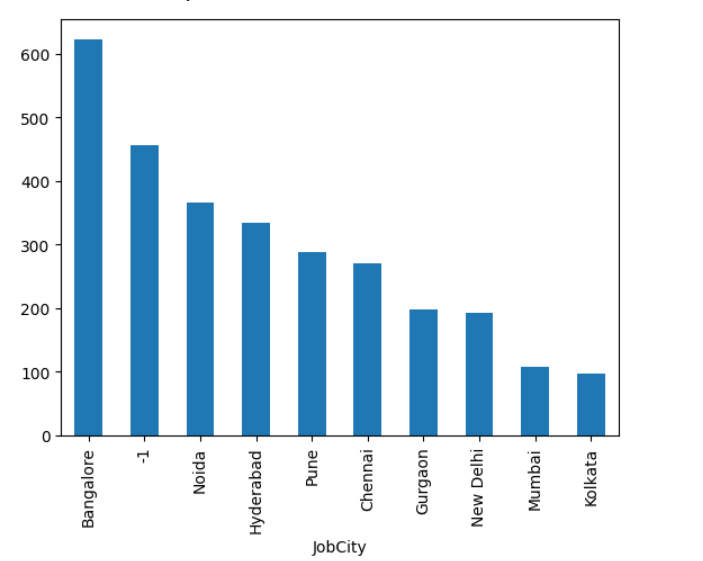 600
500
400
300
200
100
0
Bangalore
-1
Noida
Hyderabad
Pune
Chennai
Gurgaon
New Delhi
Mumbai
Kolkata
JobCity